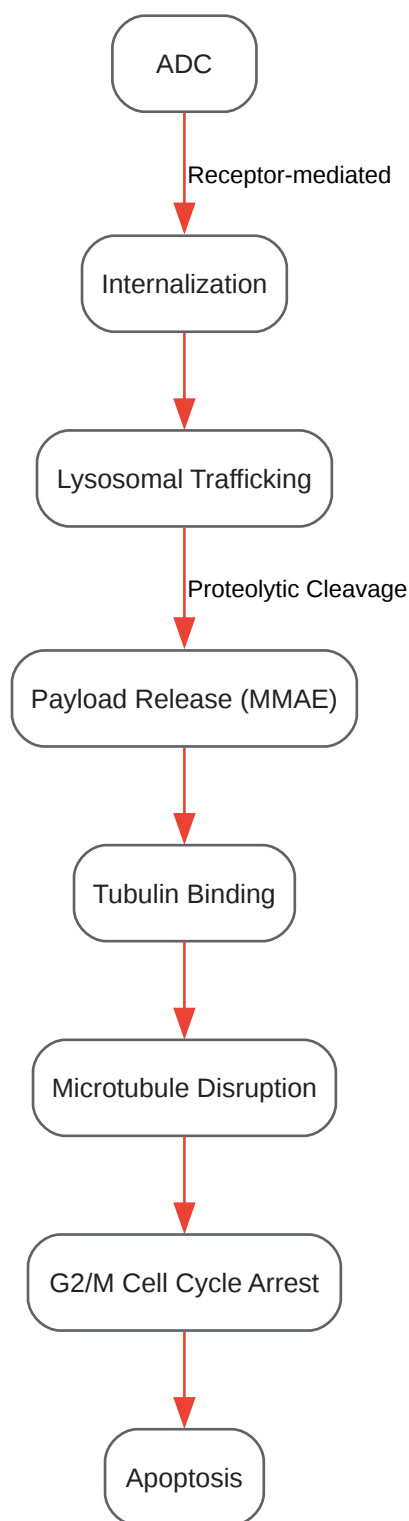 ADC
Receptor-mediated
Internalization
Lysosomal Trafficking
Proteolytic Cleavage
Payload Release (MMAE)
Tubulin Binding
Microtubule Disruption
G2/M Cell Cycle Arrest
Apoptosis